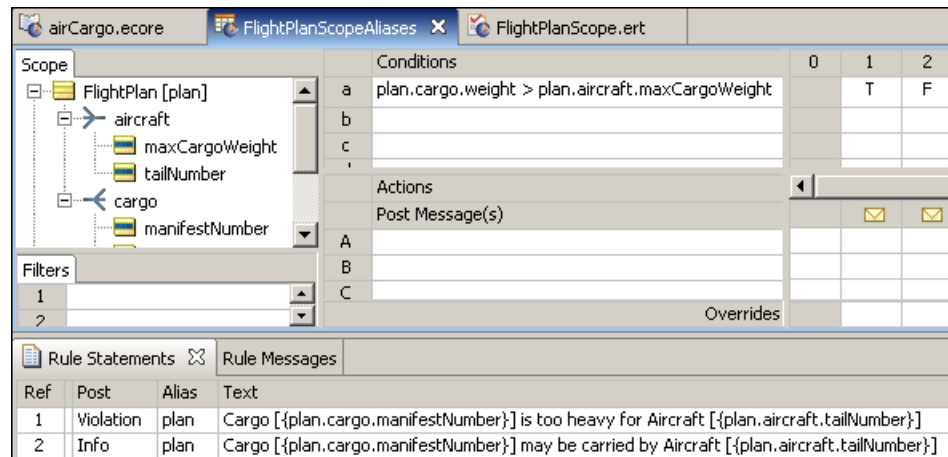 airCargo.ecore FlightPlanScopeAliases FlightPlanScope.ert
Scope Conditions 0 1 2
FlightPlan [plan] a plan.cargo.weight > plan.aircraft.maxCargoWeight T F
aircraft b
maxCargoWeight c
tailNumber Actions
cargo Post Message(s)
manifestNumber A
Filters B
1 C
2 Overrides
Rule Statements Rule Messages
Ref Post Alias Text
1 Violation plan Cargo [{plan.cargo.manifestNumber}] is too heavy for Aircraft [{plan.aircraft.tailNumber}]
2 Info plan Cargo [{plan.cargo.manifestNumber}] may be carried by Aircraft [{plan.aircraft.tailNumber}]